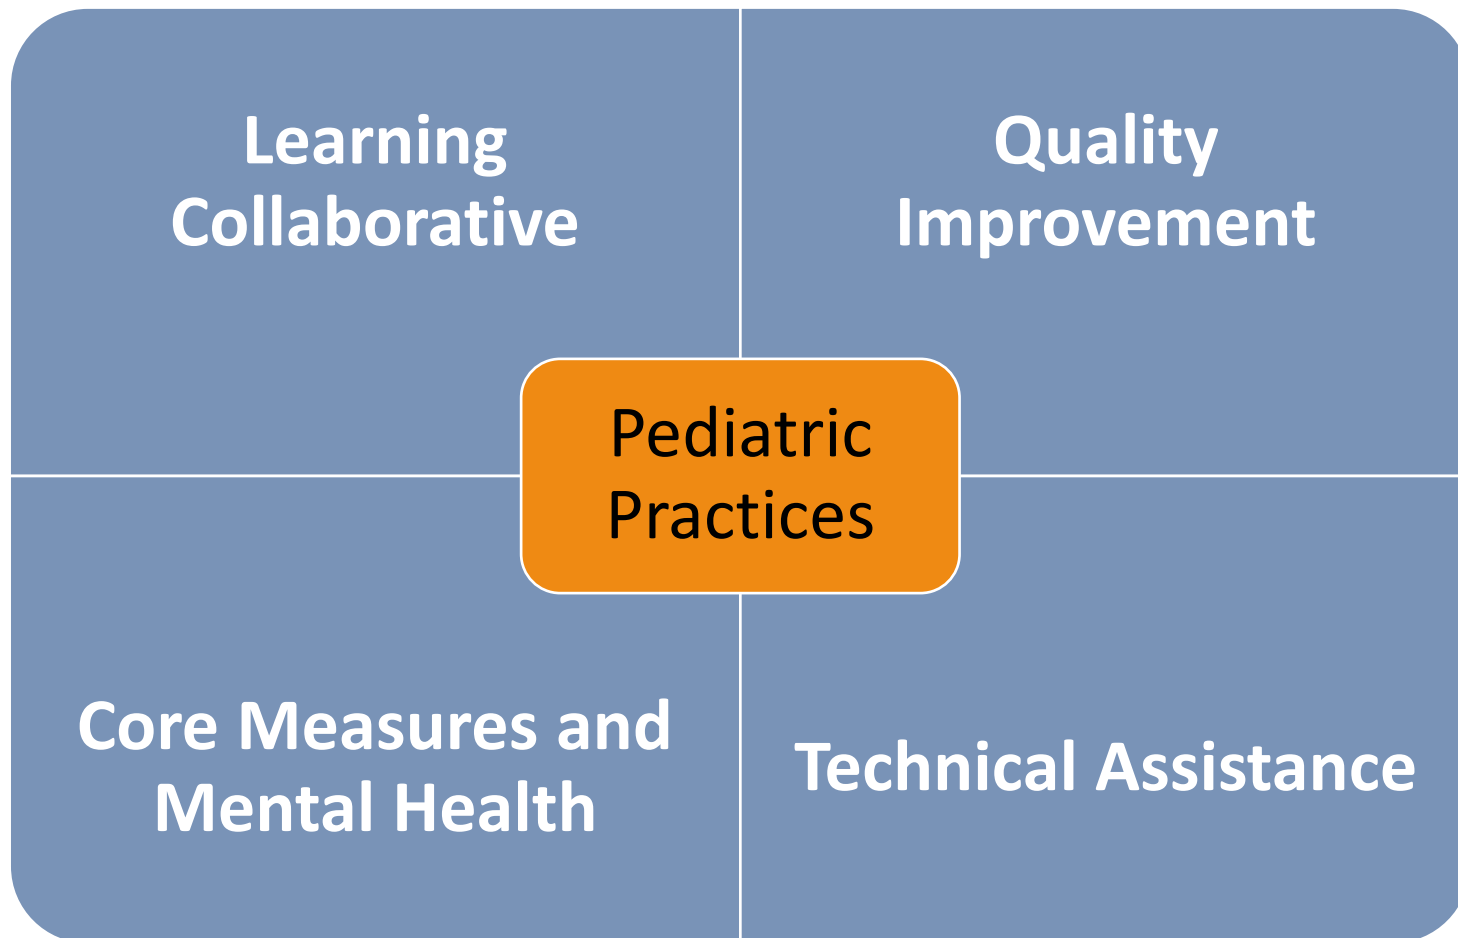 Learning
Collaborative
Quality
Improvement
Pediatric
Practices
Core Measures and
Mental Health
Technical Assistance